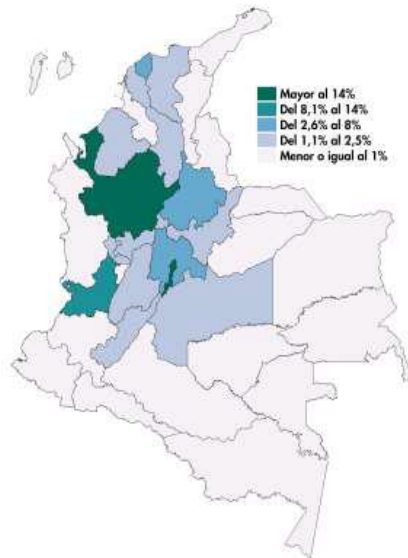 Mayor al 14%
Del 8,1% al 14%
Del 2,6% al 8%
Del 1,1% al 2,5%
Menor o igual al 1%